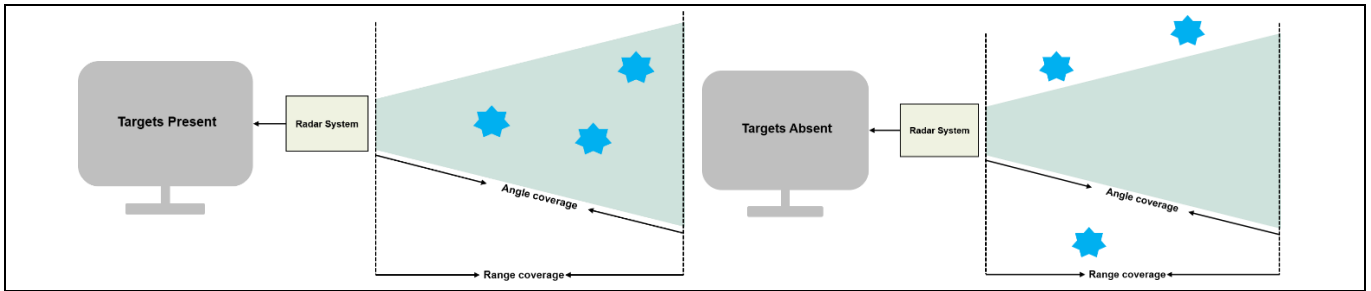 Targets Present
Radar System
Angle coverage
Range coverage
Targets Absent
Radar System
Angle coverage
Range coverage